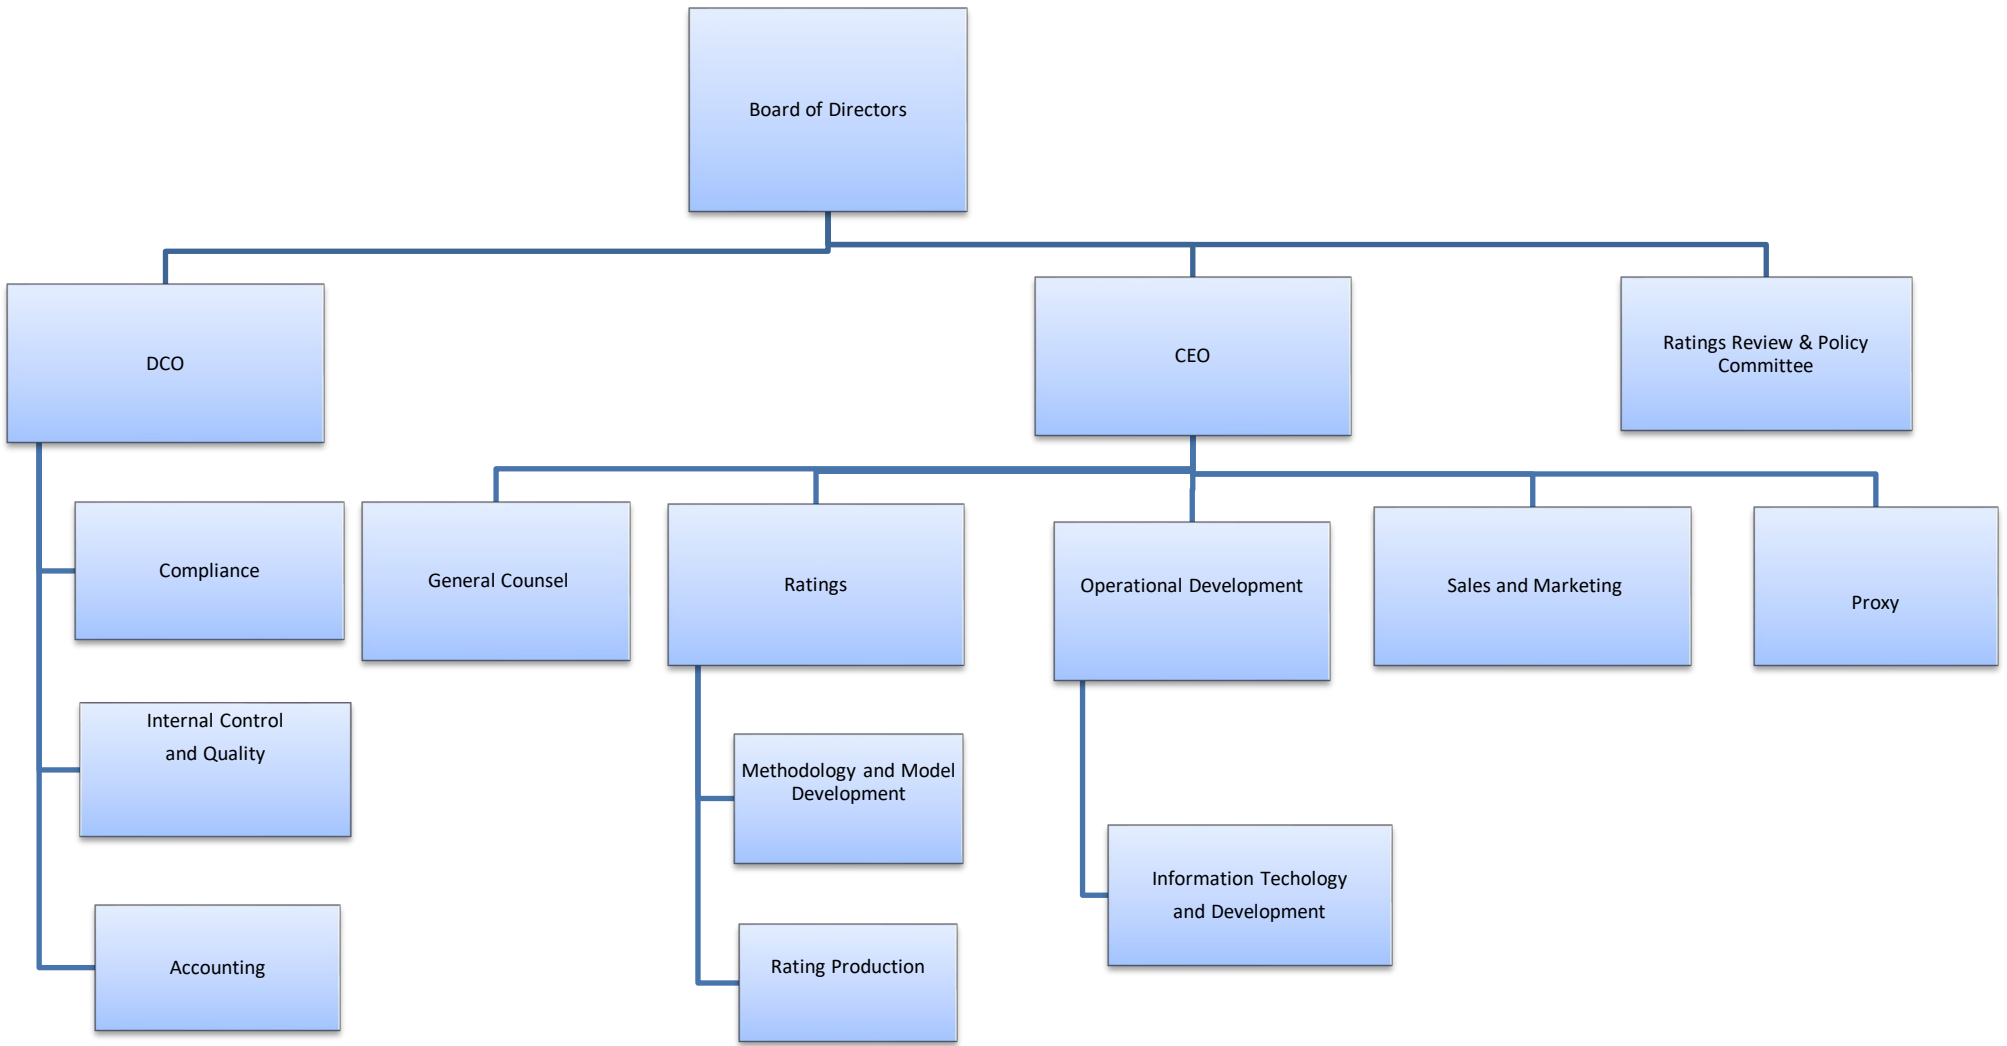 Board of Directors
DCO
CEO
Ratings Review & Policy
Committee
Compliance
General Counsel
Ratings
Operational Development
Sales and Marketing
Proxy
Internal Control
and Quality
Methodology and Model
Development
Information Techology
and Development
Accounting
Rating Production